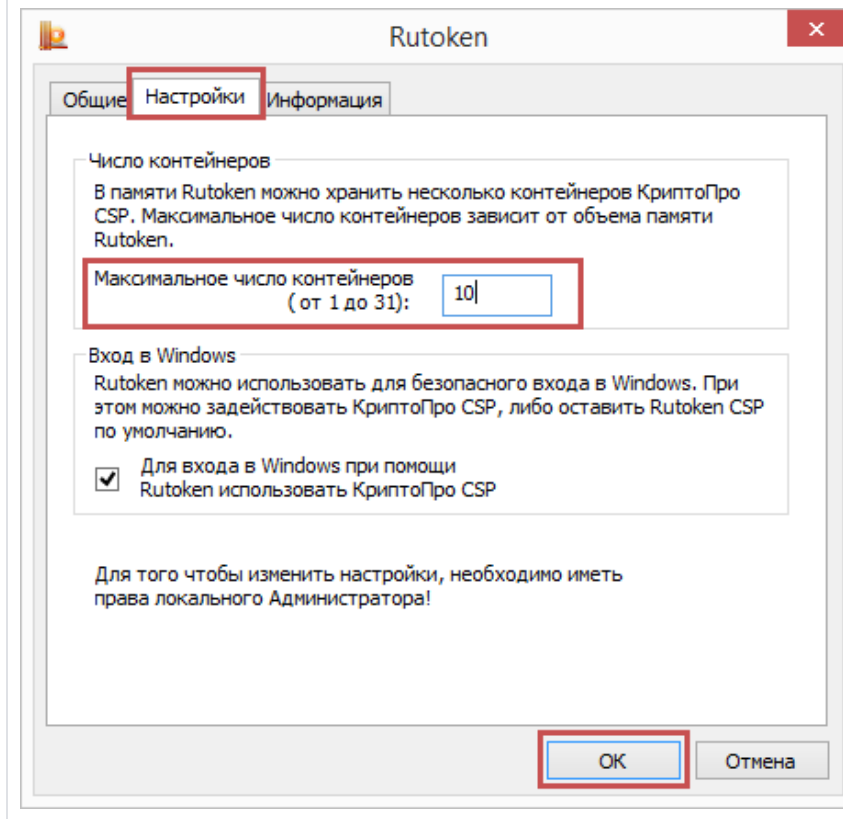 Rutoken
Общие Настройки Информация
Число контейнеров
В памяти Rutoken можно хранить несколько контейнеров КриптоПро
CSP. Максимальное число контейнеров зависит от объема памяти
Rutoken.
Максимальное число контейнеров
( от 1 до 31): 10
Вход в Windows
Rutoken можно использовать для безопасного входа в Windows. При
этом можно задействовать КриптоПро CSP, либо оставить Rutoken CSP
по умолчанию.
Для входа в Windows при помощи
Rutoken использовать КриптоПро CSP
Для того чтобы изменить настройки, необходимо иметь
права локального Администратора!
ОК Отмена